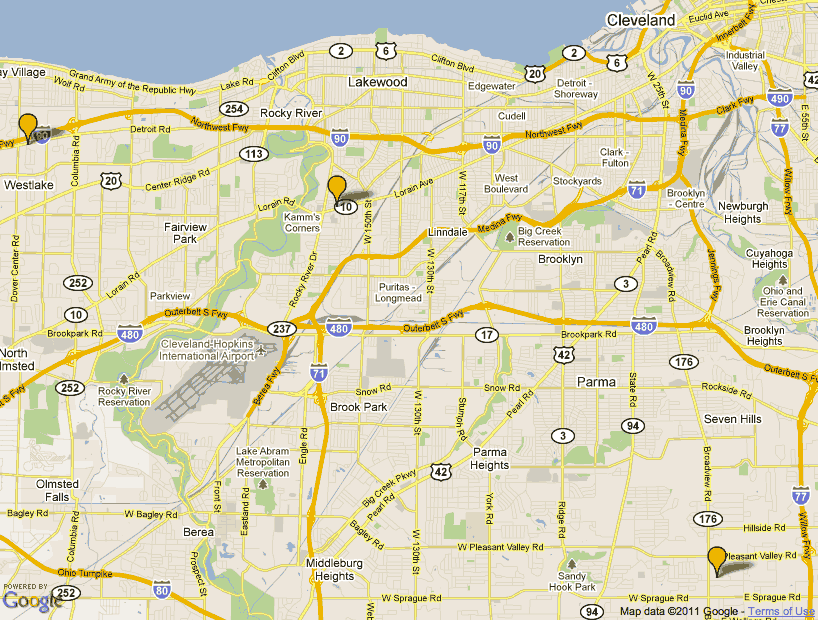 Cleveland
Euclid Ave
Innerbelt Fwy
2
6
Clifton Blvd
Clifton Blvd
2
6
20
Industrial
Valley
42
ay Village
Wolf Rd
Grand Army of the Republic Hwy
Lake Rd
Lakewood
Edgewater
Detroit -
Shoreway
W 25th St
90
490
Clark Fwy
E 55th St
254
Rocky River
Cudell
77
Fwy
90
Columbia Rd
Detroit Rd
Northwest Fwy
90
90
Northwest Fwy
Medina Fwy
Willow Frwy
113
Clark -
Fulton
Westlake
20
Center Ridge Rd
Lorain Ave
W 117th St
West
Boulevard
Stockyards
71
Brooklyn
- Centre
Newburgh
Heights
Lorain Rd
10
Kamm's
Corners
W 150th St
Fairview
Park
Linndale
Medina Fwy
Big Creek
Reservation
Brooklyn
Pearl Rd
Broadview Rd
Jennings Fwy
Cuyahoga
Heights
Dover Center Rd
Lorain Rd
Rocky River Dr
W 130th St
252
Parkview
Puritas -
Longmead
3
Ohio and
Erie Canal
Reservation
10
Outerbelt S Fwy
Brookpark Rd
480
237
480
Outerbelt S Fwy
17
Brookpark Rd
480
Brooklyn
Heights
Cleveland-Hopkins
International Airport
North
lmsted
42
176
Outerbelt S Fw
252
Rocky River
Reservation
Berea Fwy
71
Snow Rd
Snow Rd
Parma
State Rd
Rockside Rd
Brook Park
W 130th St
Stumph Rd
Pearl Rd
Seven Hills
94
3
Engle Rd
Lake Abram
Metropolitan
Reservation
Parma
Heights
Broadview Rd
Big Creek Pkwy
42
Olmsted
Falls
Front St
Eastland Rd
Pearl Rd
York Rd
Ridge Rd
77
Bagley Rd
W Bagley Rd
176
Columbia Rd
Berea
Bagley Rd
W 130th St
Hillside Rd
Willow Frwy
W Pleasant Valley Rd
Pleasant Valley Rd
Ohio Turnpike
Prospect St
Middleburg
Heights
Sandy
Hook Park
POWERED BY
Google
252
80
W Sprague Rd
W Sprague Rd
E Sprague Rd
94
Map data ©2011 Google - Terms of Use